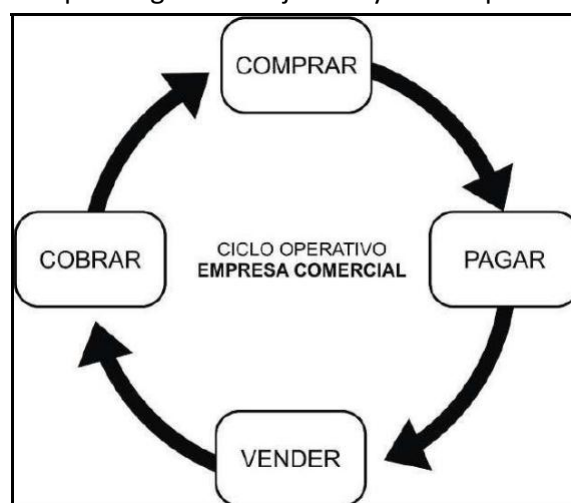 COMPRAR
COBRAR
CICLO OPERATIVO
EMPRESA COMERCIAL
PAGAR
VENDER